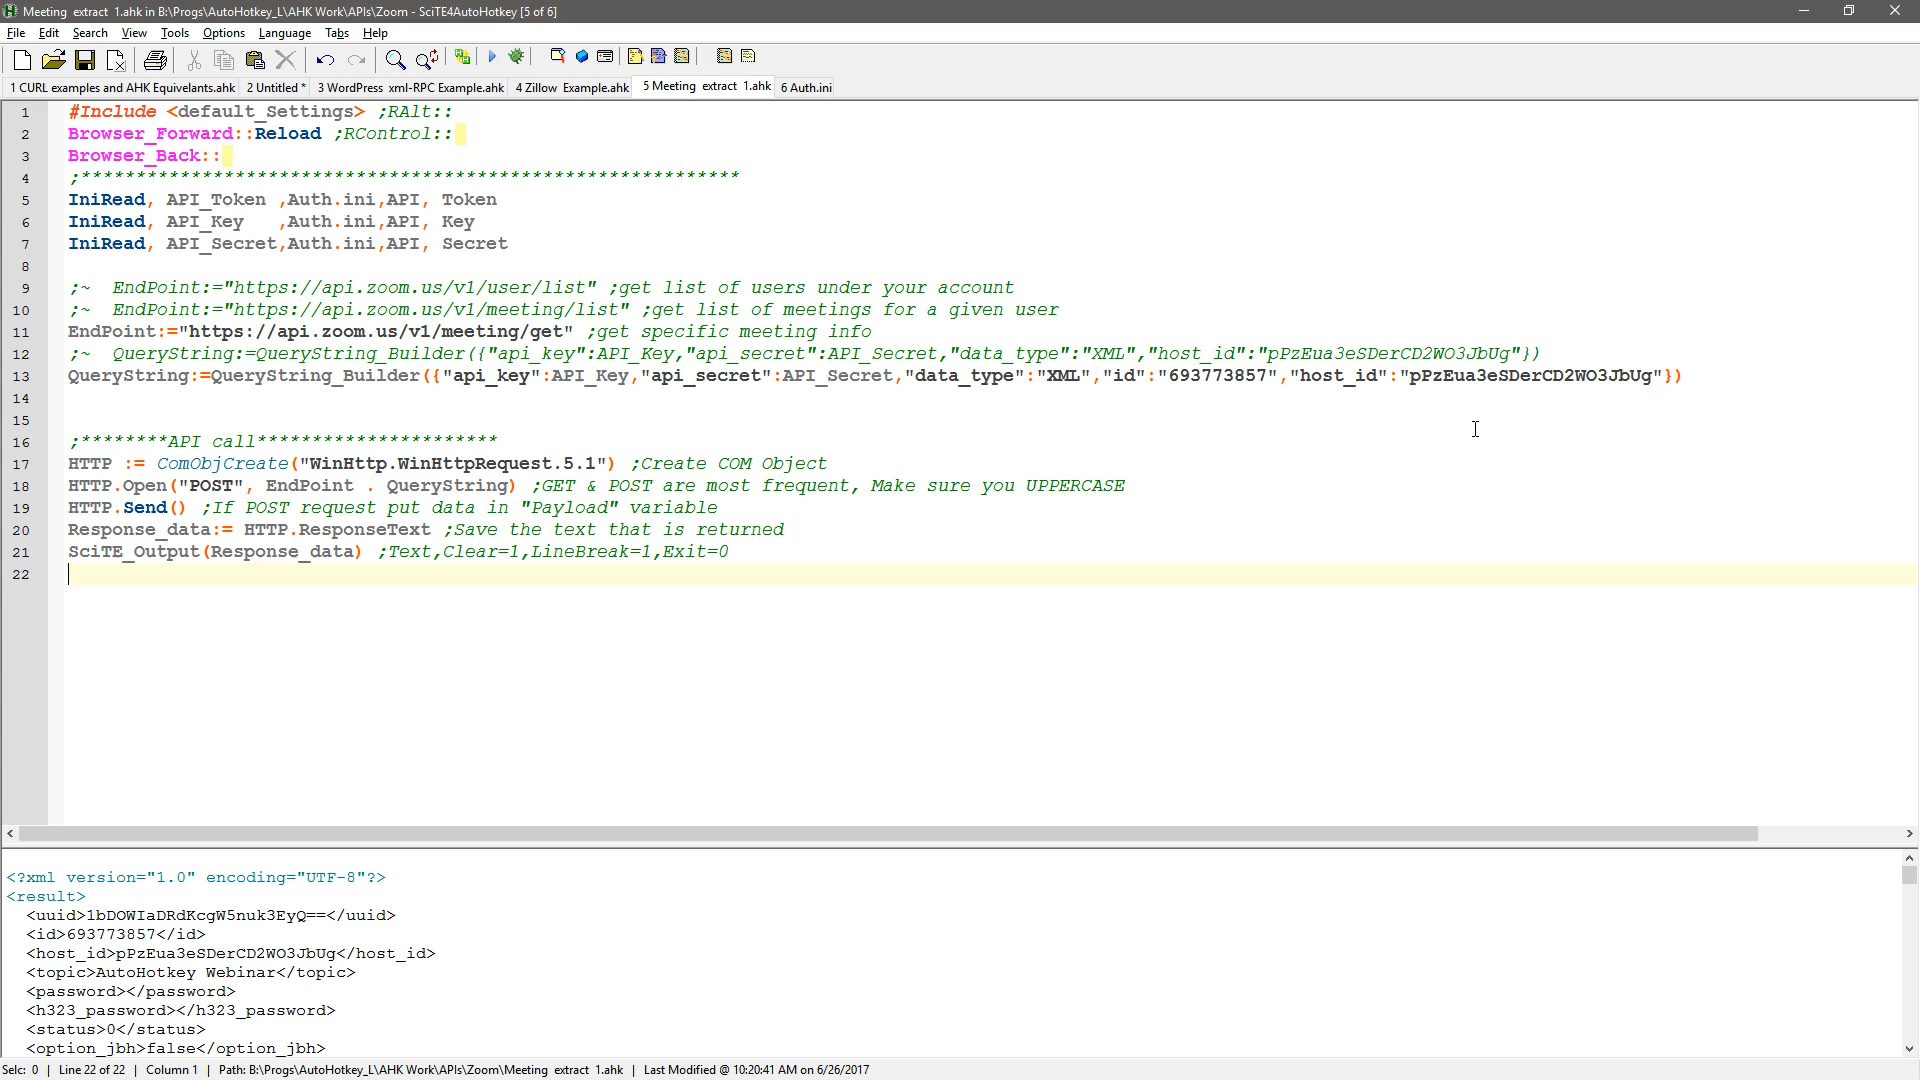 Meeting extract 1.ahk in B:\Progs\AutoHotkey_L\AHK Work\APIs\Zoom - SciTE4AutoHotkey [5 of 6]
File Edit Search View Tools Options Language Tabs Help
1 CURL examples and AHK Equivelants.ahk 2 Untitled * 3 WordPress xml-RPC Example.ahk 4 Zillow Example.ahk 5 Meeting extract 1.ahk 6 Auth.ini
1 #Include <default_Settings> ;RAlt::
2 Browser_Forward::Reload ;RControl::
3 Browser_Back::
4 ;************************************************************
5 IniRead, API_Token ,Auth.ini,API, Token
6 IniRead, API_Key ,Auth.ini,API, Key
7 IniRead, API_Secret,Auth.ini,API, Secret
8
9 ;~ EndPoint:="https://api.zoom.us/v1/user/list" ;get list of users under your account
10 ;~ EndPoint:="https://api.zoom.us/v1/meeting/list" ;get list of meetings for a given user
11 EndPoint:="https://api.zoom.us/v1/meeting/get" ;get specific meeting info
12 ;~ QueryString:=QueryString_Builder({"api_key":API_Key,"api_secret":API_Secret,"data_type":"XML","host_id":"pPzEua3eSDerCD2WO3JbUg"})
13 QueryString:=QueryString_Builder({"api_key":API_Key,"api_secret":API_Secret,"data_type":"XML","id":"693773857","host_id":"pPzEua3eSDerCD2WO3JbUg"})
14
15
16 ;********API call**********************
17 HTTP := ComObjCreate("WinHttp.WinHttpRequest.5.1") ;Create COM Object
18 HTTP.Open("POST", EndPoint . QueryString) ;GET & POST are most frequent, Make sure you UPPERCASE
19 HTTP.Send() ;If POST request put data in "Payload" variable
20 Response_data:= HTTP.ResponseText ;Save the text that is returned
21 SciTE_Output(Response_data) ;Text,Clear=1,LineBreak=1,Exit=0
22
<?xml version="1.0" encoding="UTF-8"?>
<result>
<uuid>1bDOWIaDRdKcgW5nuk3EyQ==</uuid>
<id>693773857</id>
<host_id>pPzEua3eSDerCD2WO3JbUg</host_id>
<topic>AutoHotkey Webinar</topic>
<password></password>
<h323_password></h323_password>
<status>0</status>
<option_jbh>false</option_jbh>
Selc: 0 | Line 22 of 22 | Column 1 | Path: B:\Progs\AutoHotkey_L\AHK Work\APIs\Zoom\Meeting extract 1.ahk | Last Modified @ 10:20:41 AM on 6/26/2017